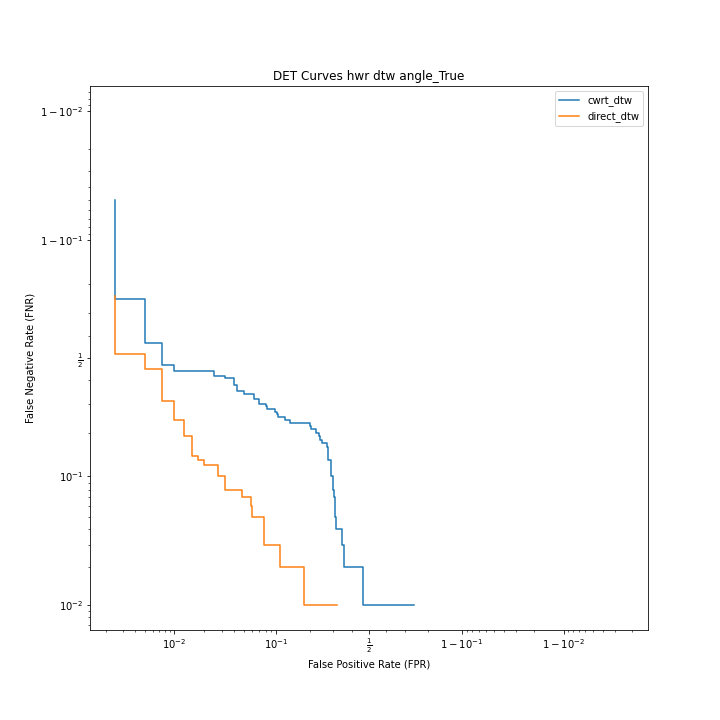 DET Curves hwr dtw angle_True
cwrt_dtw
direct_dtw
1 − 10⁻²
1 − 10⁻¹
½
10⁻¹
10⁻²
False Negative Rate (FNR)
10⁻² 10⁻¹ ½ 1 − 10⁻¹ 1 − 10⁻²
False Positive Rate (FPR)